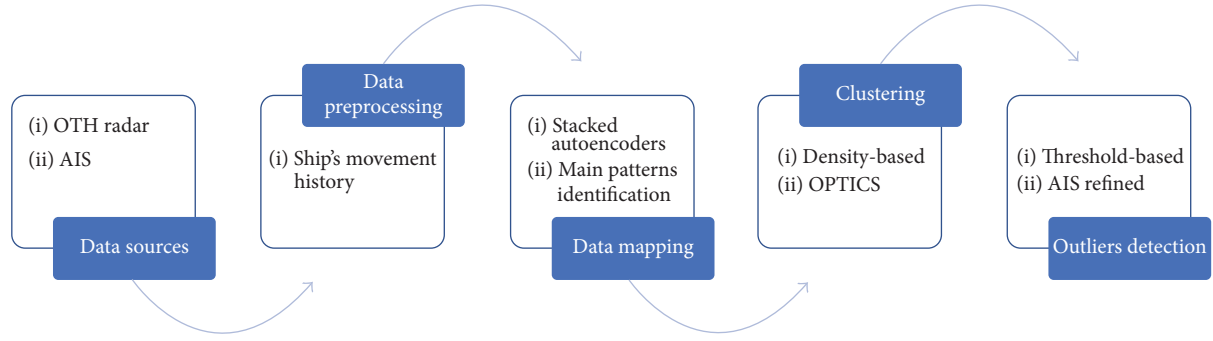 (i) OTH radar
(ii) AIS
Data sources
Data
preprocessing
(i) Ship's movement
history
(i) Stacked
autoencoders
(ii) Main patterns
identification
Data mapping
Clustering
(i) Density-based
(ii) OPTICS
(i) Threshold-based
(ii) AIS refined
Outliers detection